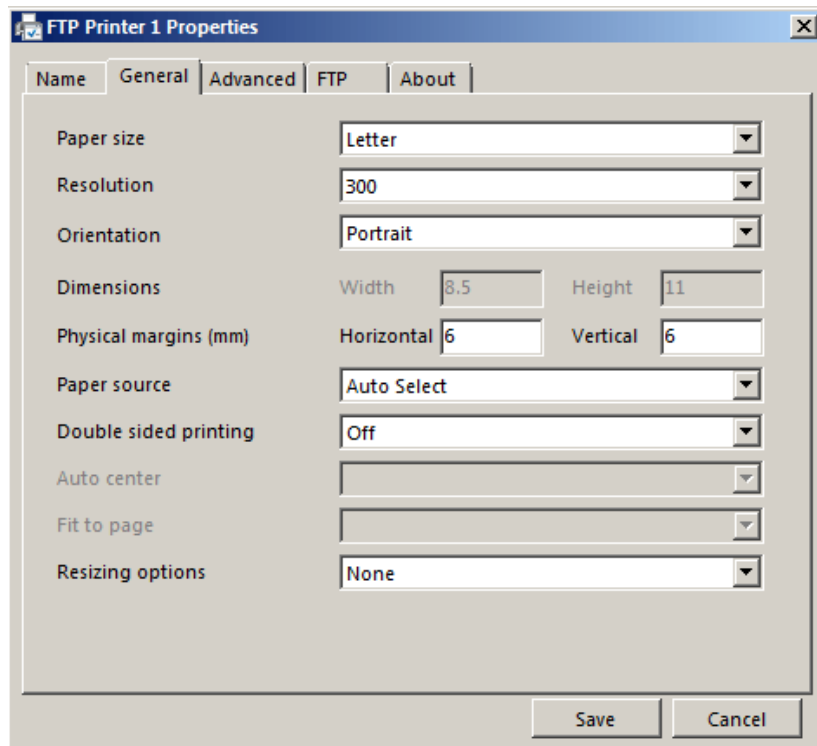 FTP Printer 1 Properties
Name General Advanced FTP About
Paper size Letter
Resolution 300
Orientation Portrait
Dimensions Width 8.5 Height 11
Physical margins (mm) Horizontal 6 Vertical 6
Paper source Auto Select
Double sided printing Off
Auto center
Fit to page
Resizing options None
Save Cancel